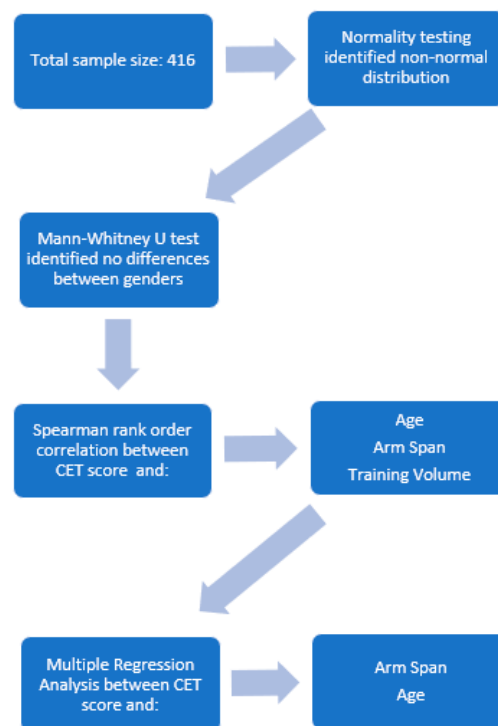 Total sample size: 416
Normality testing
identified non-normal
distribution
Mann-Whitney U test
identified no differences
between genders
Spearman rank order
correlation between
CET score and:
Age
Arm Span
Training Volume
Multiple Regression
Analysis between CET
score and:
Arm Span
Age